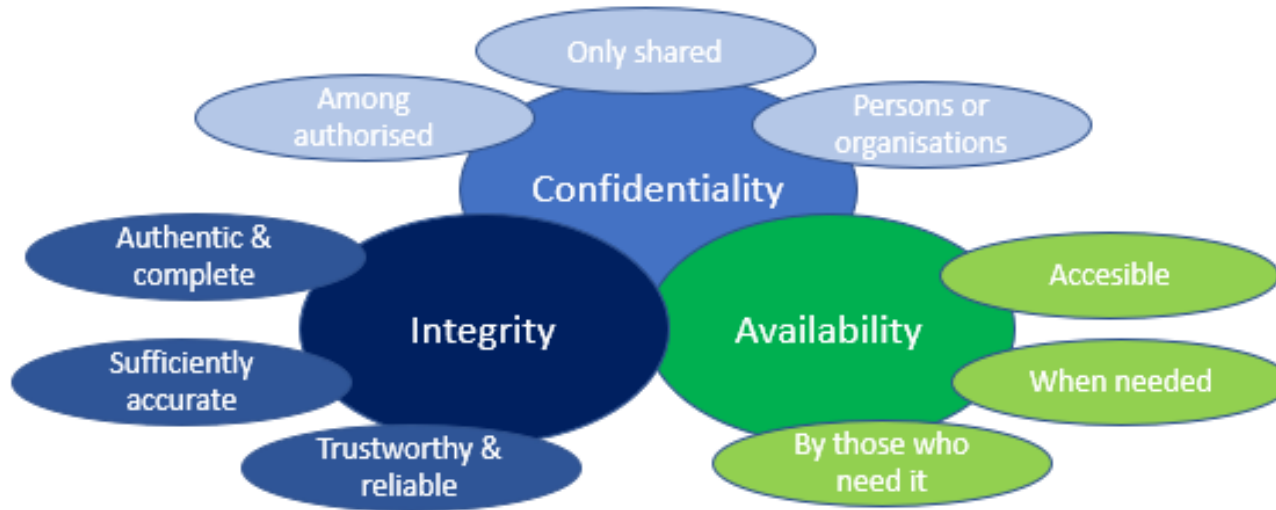 Only shared
Among
authorised
Persons or
organisations
Confidentiality
Authentic &
complete
Accesible
Integrity
Availability
Sufficiently
accurate
When needed
Trustworthy &
reliable
By those who
need it